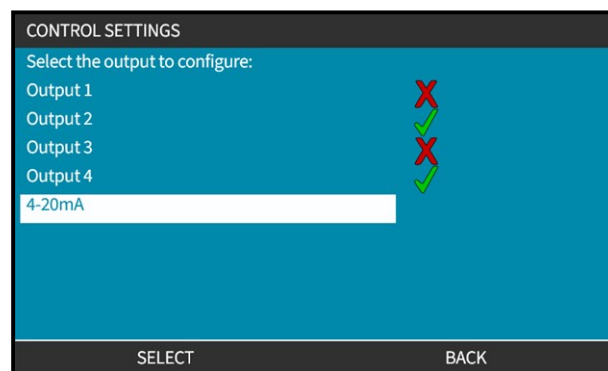 CONTROL SETTINGS
Select the output to configure:
Output 1
Output 2
Output 3
Output 4
4-20mA
SELECT BACK